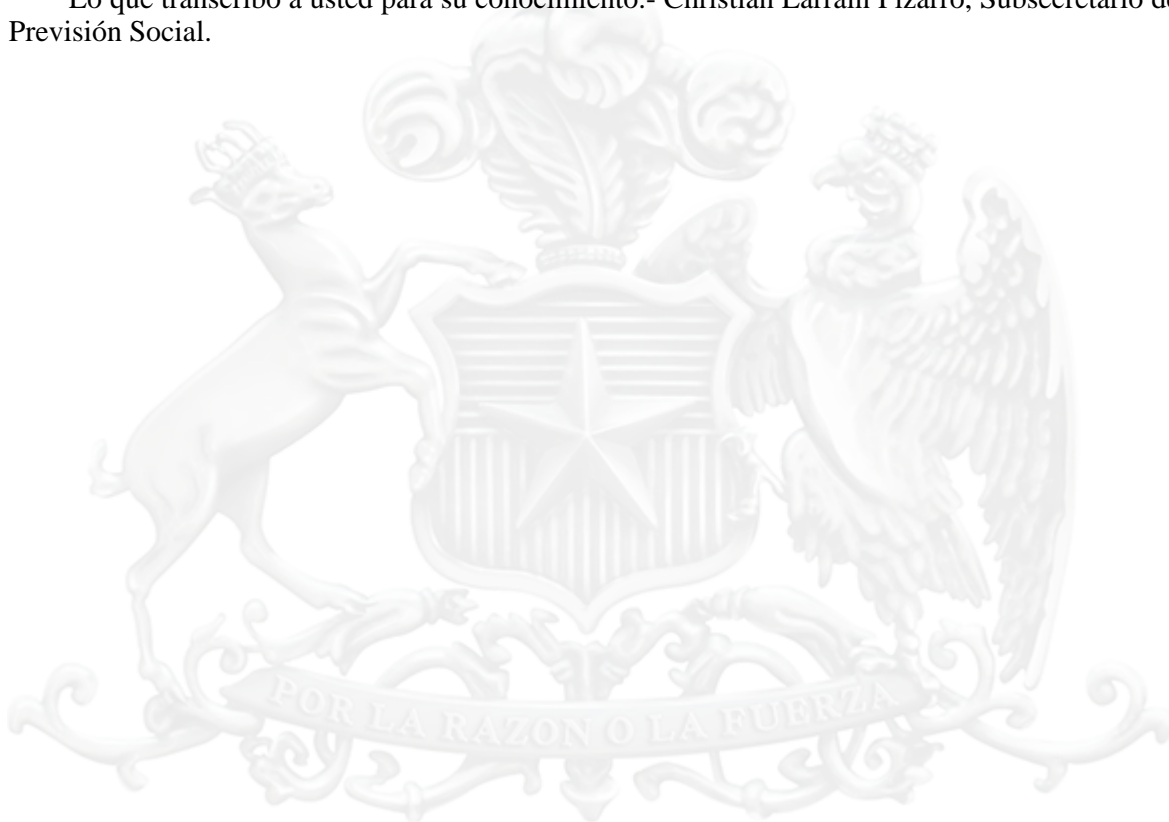 Lo que transcribo a usted para su conocimiento.- Christian Larraín Pizarro, Subsecretario de
Previsión Social.
POR LA RAZON O LA FUERZA